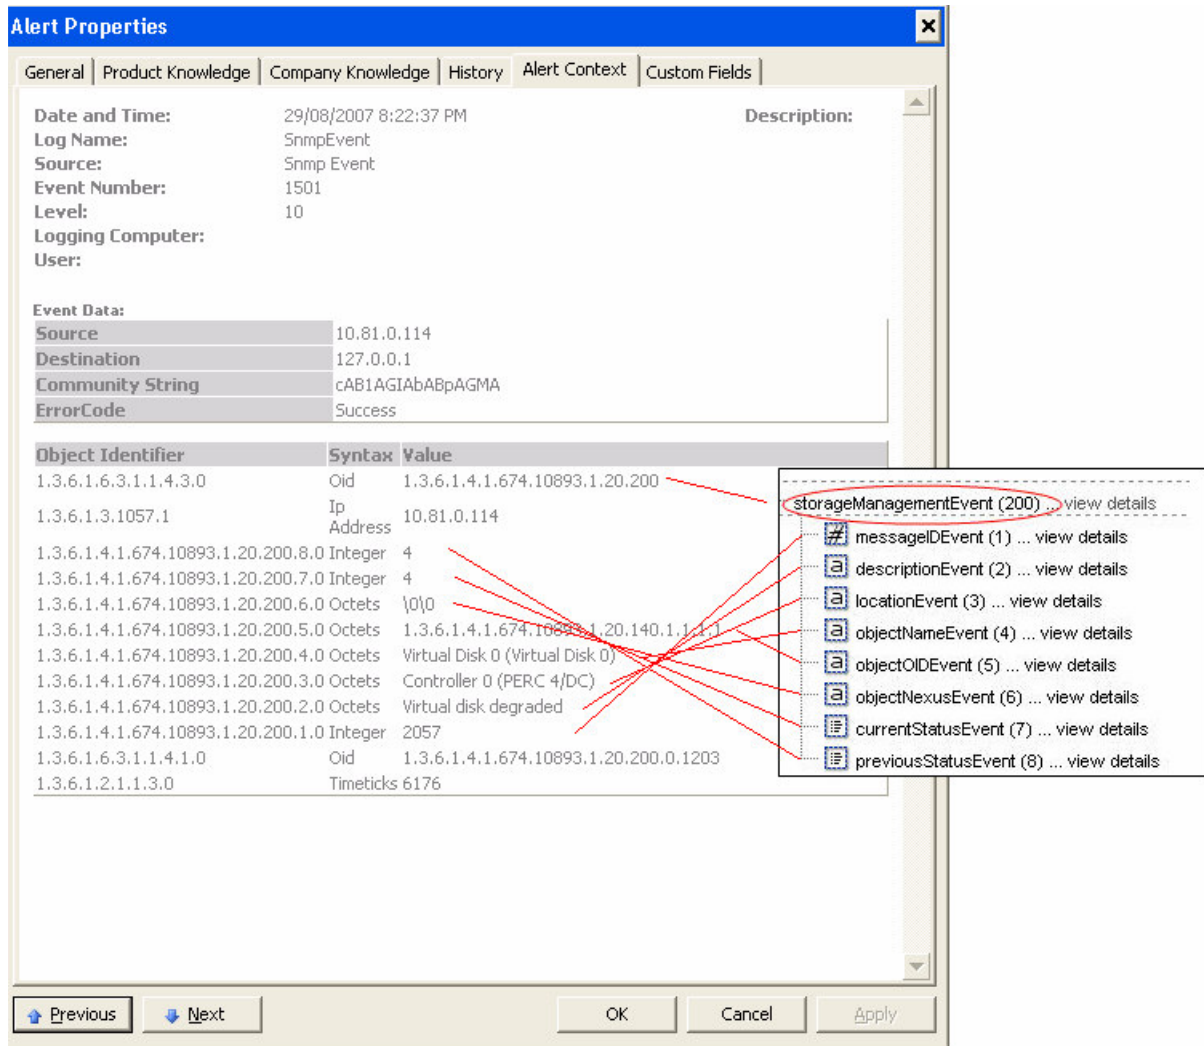 Alert Properties
General Product Knowledge Company Knowledge History Alert Context Custom Fields
Date and Time: 29/08/2007 8:22:37 PM Description:
Log Name: SnmpEvent
Source: Snmp Event
Event Number: 1501
Level: 10
Logging Computer:
User:
Event Data:
Source 10.81.0.114
Destination 127.0.0.1
Community String cAB1AGIAbABpAGMA
ErrorCode Success
Object Identifier Syntax Value
1.3.6.1.6.3.1.1.4.3.0 Oid 1.3.6.1.4.1.674.10893.1.20.200
1.3.6.1.3.1057.1 Ip Address 10.81.0.114
1.3.6.1.4.1.674.10893.1.20.200.8.0 Integer 4
1.3.6.1.4.1.674.10893.1.20.200.7.0 Integer 4
1.3.6.1.4.1.674.10893.1.20.200.6.0 Octets \0\0
1.3.6.1.4.1.674.10893.1.20.200.5.0 Octets 1.3.6.1.4.1.674.10893.1.20.140.1.1.1.1
1.3.6.1.4.1.674.10893.1.20.200.4.0 Octets Virtual Disk 0 (Virtual Disk 0)
1.3.6.1.4.1.674.10893.1.20.200.3.0 Octets Controller 0 (PERC 4/DC)
1.3.6.1.4.1.674.10893.1.20.200.2.0 Octets Virtual disk degraded
1.3.6.1.4.1.674.10893.1.20.200.1.0 Integer 2057
1.3.6.1.6.3.1.1.4.1.0 Oid 1.3.6.1.4.1.674.10893.1.20.200.0.1203
1.3.6.1.2.1.1.3.0 Timeticks 6176
storageManagementEvent (200) ... view details
messageIDEvent (1) ... view details
descriptionEvent (2) ... view details
locationEvent (3) ... view details
objectNameEvent (4) ... view details
objectOIDEvent (5) ... view details
objectNexusEvent (6) ... view details
currentStatusEvent (7) ... view details
previousStatusEvent (8) ... view details
Previous Next OK Cancel Apply